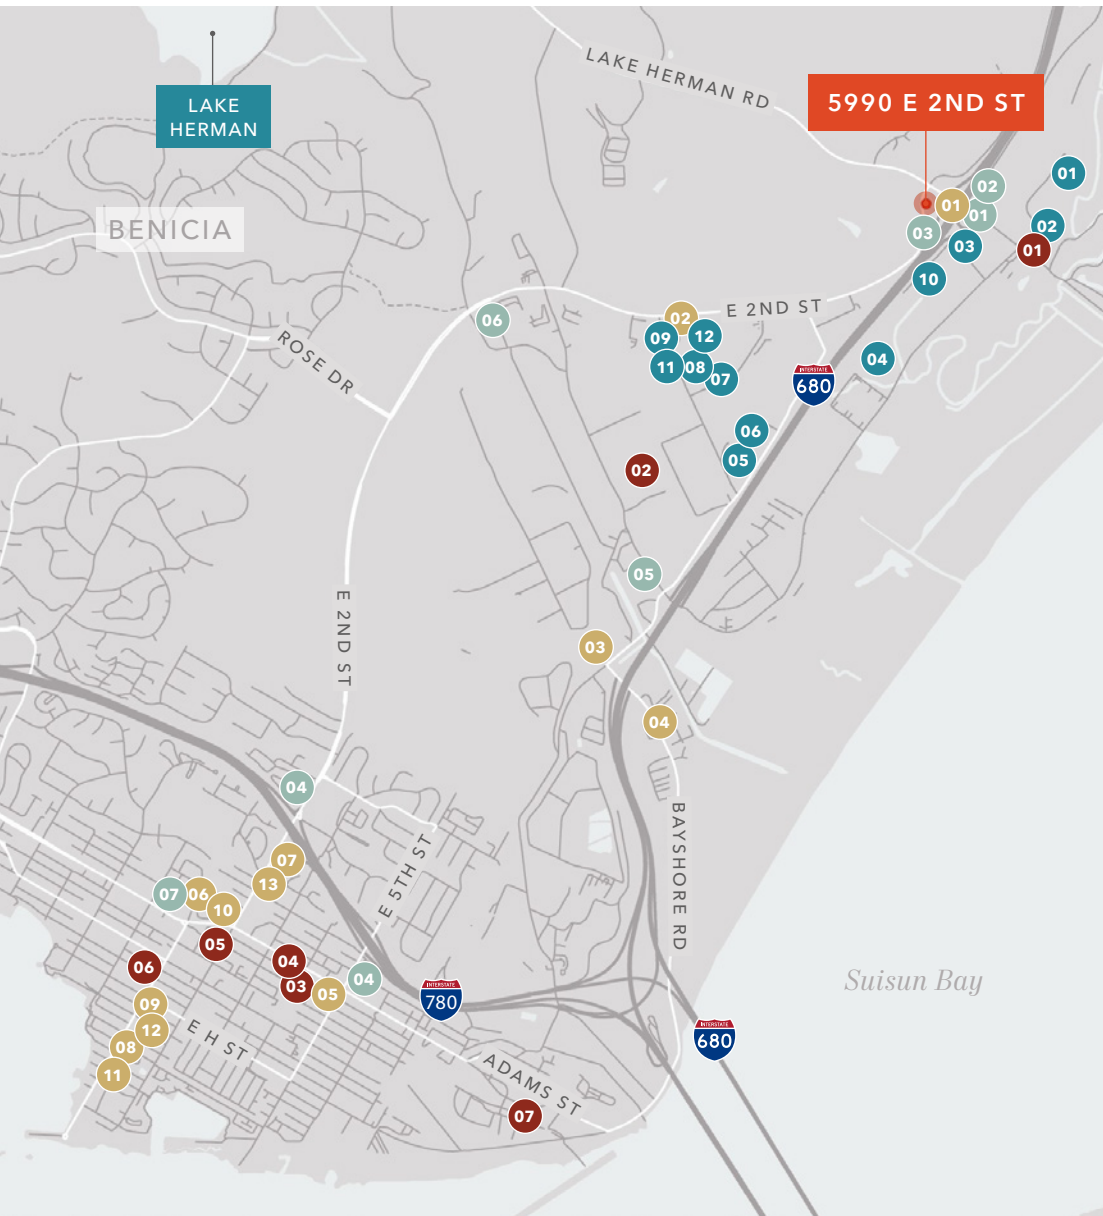 LAKE HERMAN RD
5990 E 2ND ST
LAKE
HERMAN
01
02
BENICIA
01
01
02
03
03
01
10
E 2ND ST
02
06
12
09
ROSE DR
11
08
07
04
INTERSTATE
680
06
05
02
05
E 2ND ST
03
04
04
BAYSHORE RD
E 5TH ST
07
13
07
06
10
05
04
06
03
05
04
INTERSTATE
780
Suisun Bay
09
12
E H ST
08
11
INTERSTATE
680
ADAMS ST
07